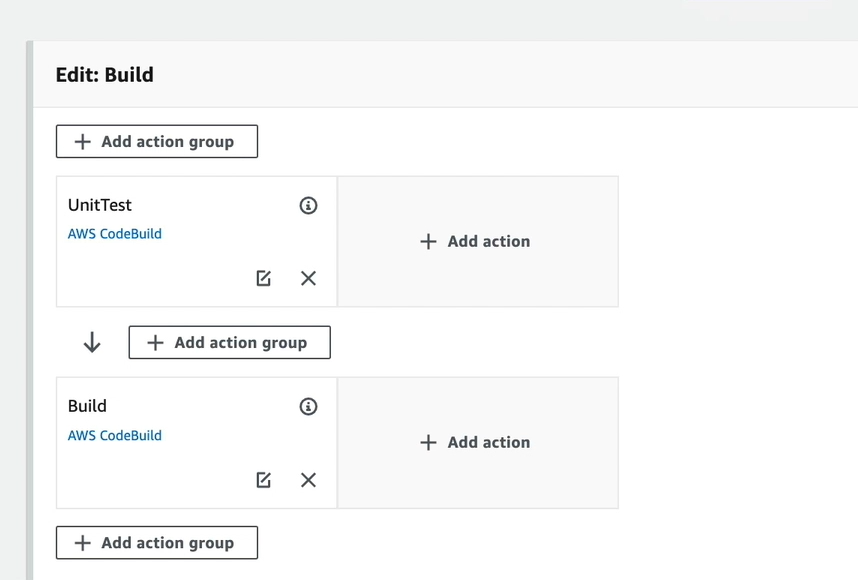 Edit: Build
Add action group
UnitTest
AWS CodeBuild
Add action
Add action group
Build
AWS CodeBuild
Add action
Add action group